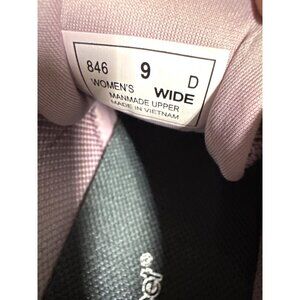 846 9 D
WOMEN'S WIDE
MANMADE UPPER
MADE IN VIETNAM